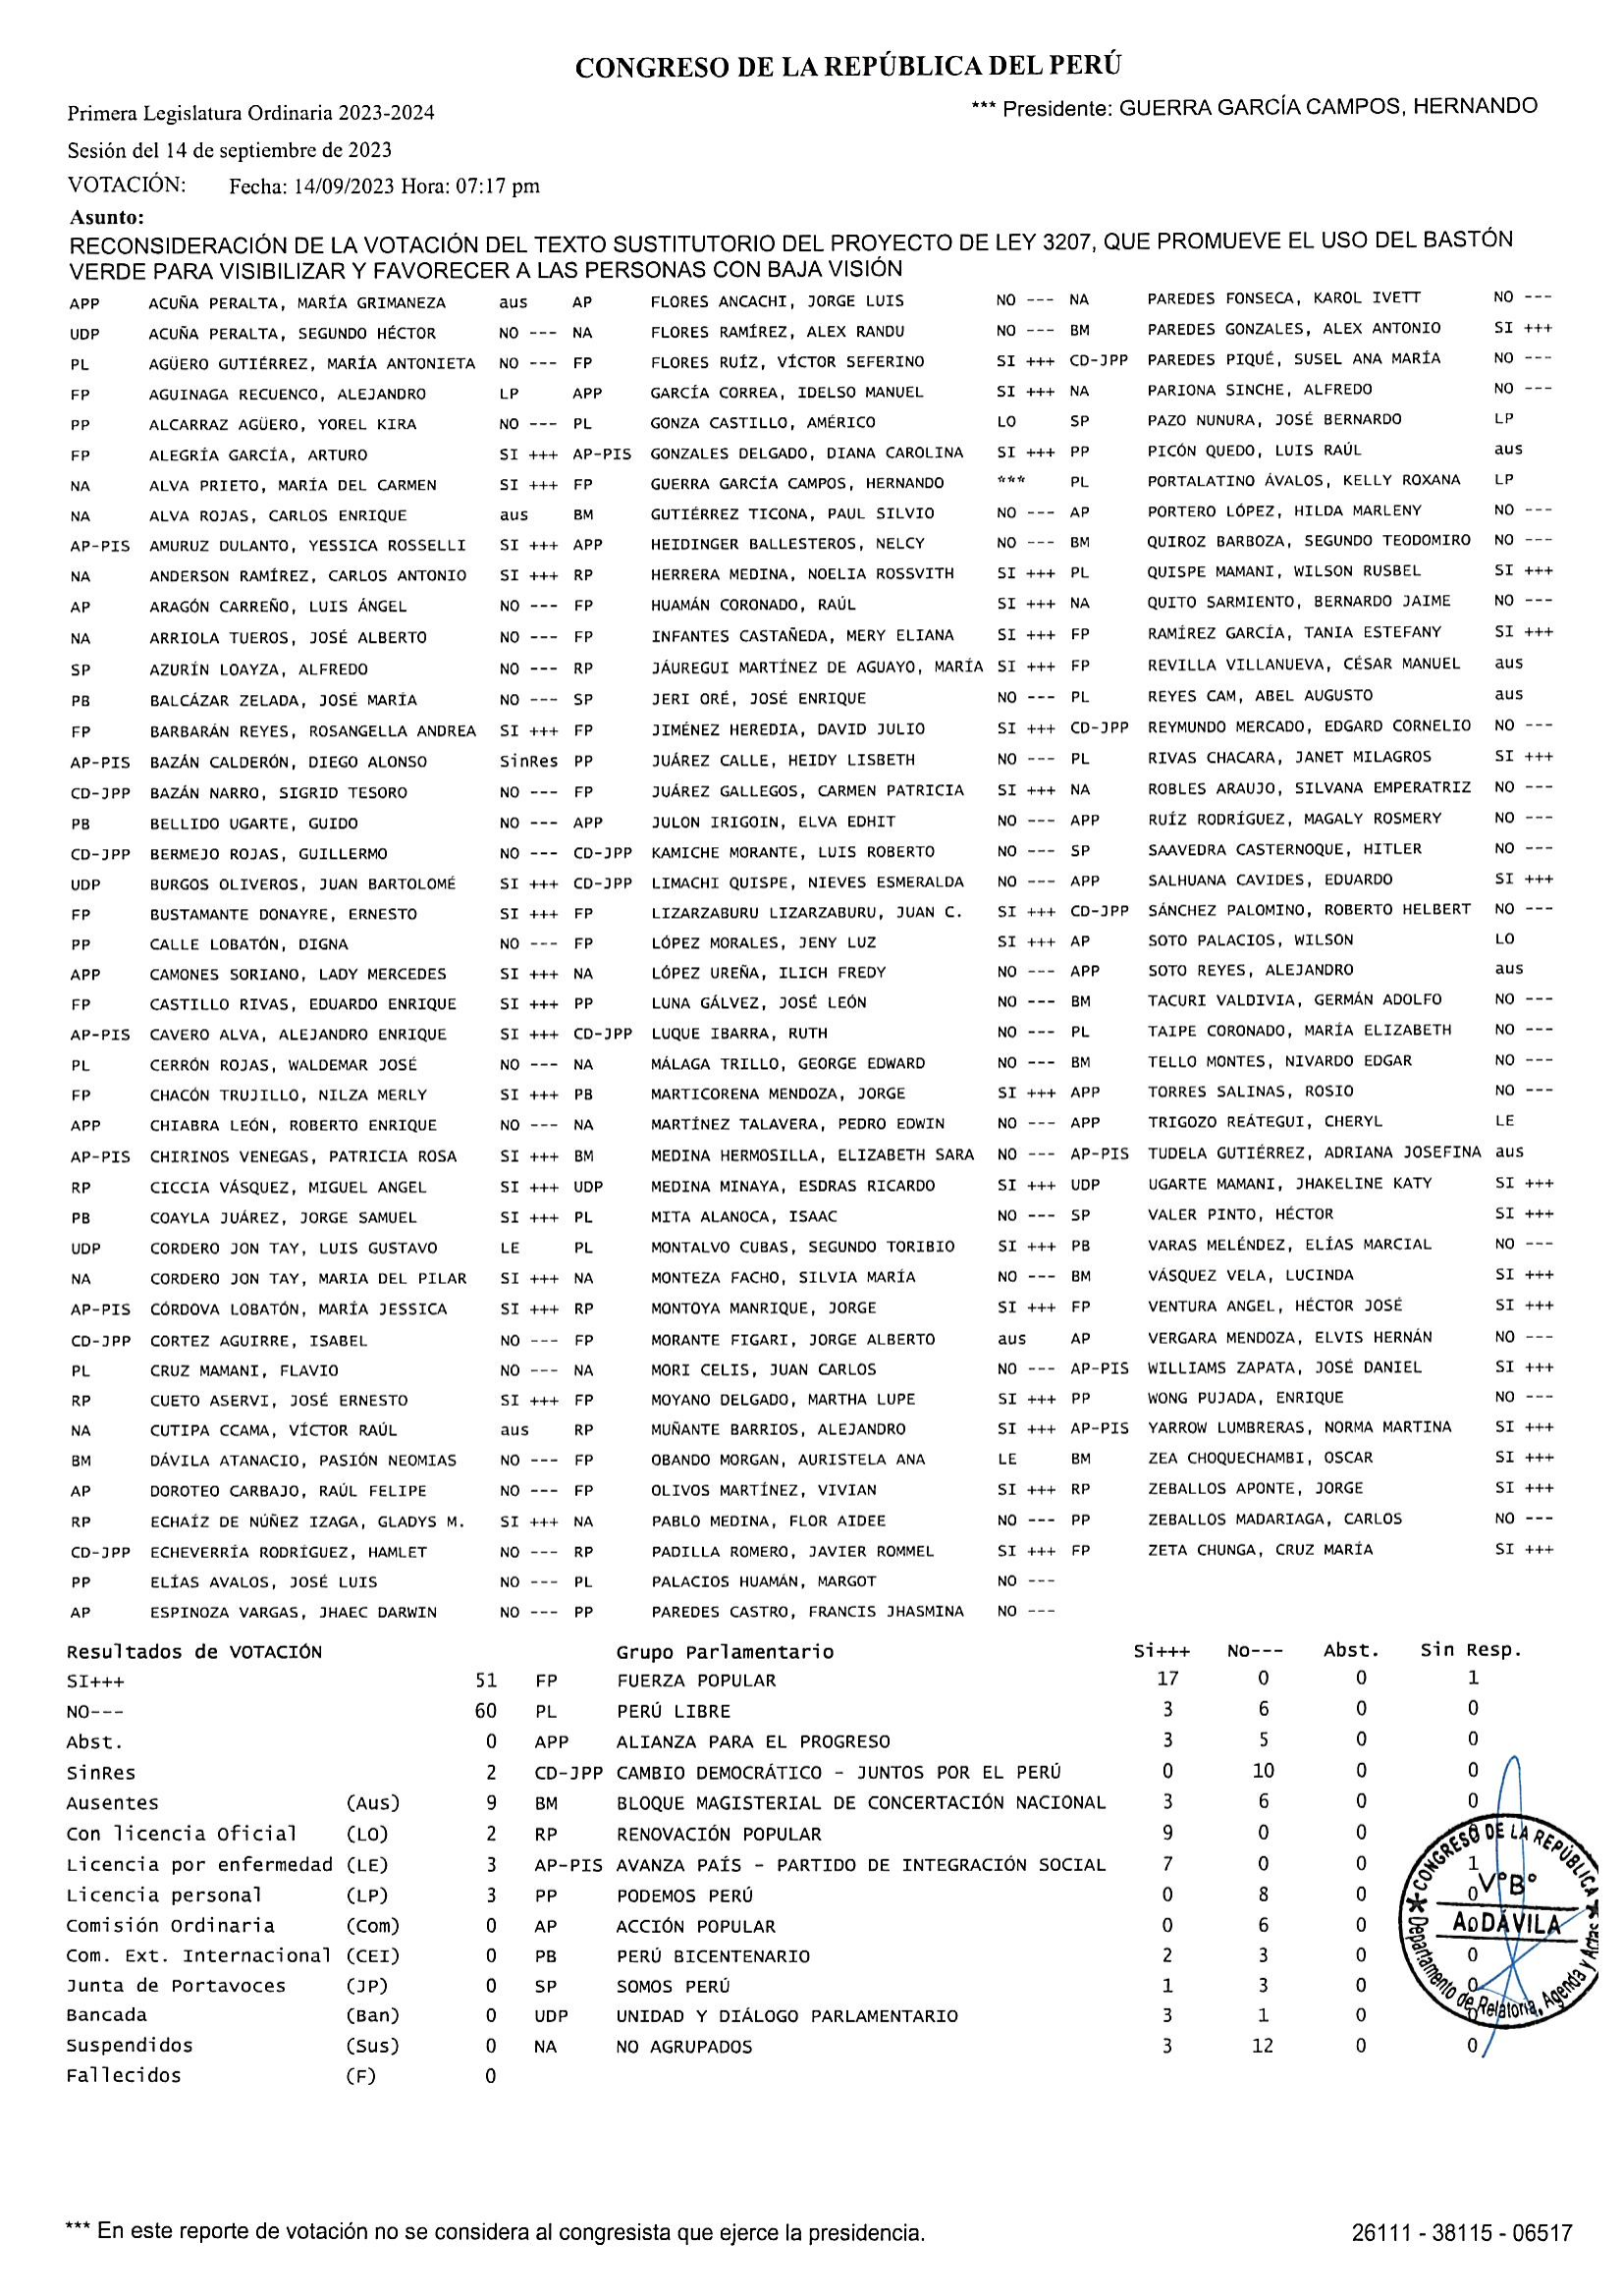 CONGRESO DE LA REPÚBLICA DEL PERÚ
Primera Legislatura Ordinaria 2023-2024 *** Presidente: GUERRA GARCÍA CAMPOS, HERNANDO
Sesión del 14 de septiembre de 2023
VOTACIÓN: Fecha: 14/09/2023 Hora: 07:17 pm
Asunto:
RECONSIDERACIÓN DE LA VOTACIÓN DEL TEXTO SUSTITUTORIO DEL PROYECTO DE LEY 3207, QUE PROMUEVE EL USO DEL BASTÓN
VERDE PARA VISIBILIZAR Y FAVORECER A LAS PERSONAS CON BAJA VISIÓN
APP ACUÑA PERALTA, MARÍA GRIMANEZA aus AP FLORES ANCACHI, JORGE LUIS NO --- NA PAREDES FONSECA, KAROL IVETT NO ---
UDP ACUÑA PERALTA, SEGUNDO HÉCTOR NO --- NA FLORES RAMÍREZ, ALEX RANDU NO --- BM PAREDES GONZALES, ALEX ANTONIO SI +++
PL AGÜERO GUTIÉRREZ, MARÍA ANTONIETA NO --- FP FLORES RUÍZ, VÍCTOR SEFERINO SI +++ CD-JPP PAREDES PIQUÉ, SUSEL ANA MARÍA NO ---
FP AGUINAGA RECUENCO, ALEJANDRO LP APP GARCÍA CORREA, IDELSO MANUEL SI +++ NA PARIONA SINCHE, ALFREDO NO ---
PP ALCARRAZ AGÜERO, YOREL KIRA NO --- PL GONZA CASTILLO, AMÉRICO LO SP PAZO NUNURA, JOSÉ BERNARDO LP
FP ALEGRÍA GARCÍA, ARTURO SI +++ AP-PIS GONZALES DELGADO, DIANA CAROLINA SI +++ PP PICÓN QUEDO, LUIS RAÚL aus
NA ALVA PRIETO, MARÍA DEL CARMEN SI +++ FP GUERRA GARCÍA CAMPOS, HERNANDO *** PL PORTALATINO ÁVALOS, KELLY ROXANA LP
NA ALVA ROJAS, CARLOS ENRIQUE aus BM GUTIÉRREZ TICONA, PAUL SILVIO NO --- AP PORTERO LÓPEZ, HILDA MARLENY NO ---
AP-PIS AMURUZ DULANTO, YESSICA ROSSELLI SI +++ APP HEIDINGER BALLESTEROS, NELCY NO --- BM QUIROZ BARBOZA, SEGUNDO TEODOMIRO NO ---
NA ANDERSON RAMÍREZ, CARLOS ANTONIO SI +++ RP HERRERA MEDINA, NOELIA ROSSVITH SI +++ PL QUISPE MAMANI, WILSON RUSBEL SI +++
AP ARAGÓN CARREÑO, LUIS ÁNGEL NO --- FP HUAMÁN CORONADO, RAÚL SI +++ NA QUITO SARMIENTO, BERNARDO JAIME NO ---
NA ARRIOLA TUEROS, JOSÉ ALBERTO NO --- FP INFANTES CASTAÑEDA, MERY ELIANA SI +++ FP RAMÍREZ GARCÍA, TANIA ESTEFANY SI +++
SP AZURÍN LOAYZA, ALFREDO NO --- RP JÁUREGUI MARTÍNEZ DE AGUAYO, MARÍA SI +++ FP REVILLA VILLANUEVA, CÉSAR MANUEL aus
PB BALCÁZAR ZELADA, JOSÉ MARÍA NO --- SP JERI ORÉ, JOSÉ ENRIQUE NO --- PL REYES CAM, ABEL AUGUSTO aus
FP BARBARÁN REYES, ROSANGELLA ANDREA SI +++ FP JIMÉNEZ HEREDIA, DAVID JULIO SI +++ CD-JPP REYMUNDO MERCADO, EDGARD CORNELIO NO ---
AP-PIS BAZÁN CALDERÓN, DIEGO ALONSO SinRes PP JUÁREZ CALLE, HEIDY LISBETH NO --- PL RIVAS CHACARA, JANET MILAGROS SI +++
CD-JPP BAZÁN NARRO, SIGRID TESORO NO --- FP JUÁREZ GALLEGOS, CARMEN PATRICIA SI +++ NA ROBLES ARAUJO, SILVANA EMPERATRIZ NO ---
PB BELLIDO UGARTE, GUIDO NO --- APP JULON IRIGOIN, ELVA EDHIT NO --- APP RUÍZ RODRÍGUEZ, MAGALY ROSMERY NO ---
CD-JPP BERMEJO ROJAS, GUILLERMO NO --- CD-JPP KAMICHE MORANTE, LUIS ROBERTO NO --- SP SAAVEDRA CASTERNOQUE, HITLER NO ---
UDP BURGOS OLIVEROS, JUAN BARTOLOMÉ SI +++ CD-JPP LIMACHI QUISPE, NIEVES ESMERALDA NO --- APP SALHUANA CAVIDES, EDUARDO SI +++
FP BUSTAMANTE DONAYRE, ERNESTO SI +++ FP LIZARZABURU LIZARZABURU, JUAN C. SI +++ CD-JPP SÁNCHEZ PALOMINO, ROBERTO HELBERT NO ---
PP CALLE LOBATÓN, DIGNA NO --- FP LÓPEZ MORALES, JENY LUZ SI +++ AP SOTO PALACIOS, WILSON LO
APP CAMONES SORIANO, LADY MERCEDES SI +++ NA LÓPEZ UREÑA, ILICH FREDY NO --- APP SOTO REYES, ALEJANDRO aus
FP CASTILLO RIVAS, EDUARDO ENRIQUE SI +++ PP LUNA GÁLVEZ, JOSÉ LEÓN NO --- BM TACURI VALDIVIA, GERMÁN ADOLFO NO ---
AP-PIS CAVERO ALVA, ALEJANDRO ENRIQUE SI +++ CD-JPP LUQUE IBARRA, RUTH NO --- PL TAIPE CORONADO, MARÍA ELIZABETH NO ---
PL CERRÓN ROJAS, WALDEMAR JOSÉ NO --- NA MÁLAGA TRILLO, GEORGE EDWARD NO --- BM TELLO MONTES, NIVARDO EDGAR NO ---
FP CHACÓN TRUJILLO, NILZA MERLY SI +++ PB MARTICORENA MENDOZA, JORGE SI +++ APP TORRES SALINAS, ROSIO NO ---
APP CHIABRA LEÓN, ROBERTO ENRIQUE NO --- NA MARTÍNEZ TALAVERA, PEDRO EDWIN NO --- APP TRIGOZO REÁTEGUI, CHERYL LE
AP-PIS CHIRINOS VENEGAS, PATRICIA ROSA SI +++ BM MEDINA HERMOSILLA, ELIZABETH SARA NO --- AP-PIS TUDELA GUTIÉRREZ, ADRIANA JOSEFINA aus
RP CICCIA VÁSQUEZ, MIGUEL ANGEL SI +++ UDP MEDINA MINAYA, ESDRAS RICARDO SI +++ UDP UGARTE MAMANI, JHAKELINE KATY SI +++
PB COAYLA JUÁREZ, JORGE SAMUEL SI +++ PL MITA ALANOCA, ISAAC NO --- SP VALER PINTO, HÉCTOR SI +++
UDP CORDERO JON TAY, LUIS GUSTAVO LE PL MONTALVO CUBAS, SEGUNDO TORIBIO SI +++ PB VARAS MELÉNDEZ, ELÍAS MARCIAL NO ---
NA CORDERO JON TAY, MARIA DEL PILAR SI +++ NA MONTEZA FACHO, SILVIA MARÍA NO --- BM VÁSQUEZ VELA, LUCINDA SI +++
AP-PIS CÓRDOVA LOBATÓN, MARÍA JESSICA SI +++ RP MONTOYA MANRIQUE, JORGE SI +++ FP VENTURA ANGEL, HÉCTOR JOSÉ SI +++
CD-JPP CORTEZ AGUIRRE, ISABEL NO --- FP MORANTE FIGARI, JORGE ALBERTO aus AP VERGARA MENDOZA, ELVIS HERNÁN NO ---
PL CRUZ MAMANI, FLAVIO NO --- NA MORI CELIS, JUAN CARLOS NO --- AP-PIS WILLIAMS ZAPATA, JOSÉ DANIEL SI +++
RP CUETO ASERVI, JOSÉ ERNESTO SI +++ FP MOYANO DELGADO, MARTHA LUPE SI +++ PP WONG PUJADA, ENRIQUE NO ---
NA CUTIPA CCAMA, VÍCTOR RAÚL aus RP MUÑANTE BARRIOS, ALEJANDRO SI +++ AP-PIS YARROW LUMBRERAS, NORMA MARTINA SI +++
BM DÁVILA ATANACIO, PASIÓN NEOMIAS NO --- FP OBANDO MORGAN, AURISTELA ANA LE BM ZEA CHOQUECHAMBI, OSCAR SI +++
AP DOROTEO CARBAJO, RAÚL FELIPE NO --- FP OLIVOS MARTÍNEZ, VIVIAN SI +++ RP ZEBALLOS APONTE, JORGE SI +++
RP ECHAÍZ DE NÚÑEZ IZAGA, GLADYS M. SI +++ NA PABLO MEDINA, FLOR AIDEE NO --- PP ZEBALLOS MADARIAGA, CARLOS NO ---
CD-JPP ECHEVERRÍA RODRÍGUEZ, HAMLET NO --- RP PADILLA ROMERO, JAVIER ROMMEL SI +++ FP ZETA CHUNGA, CRUZ MARÍA SI +++
PP ELÍAS AVALOS, JOSÉ LUIS NO --- PL PALACIOS HUAMÁN, MARGOT NO ---
AP ESPINOZA VARGAS, JHAEC DARWIN NO --- PP PAREDES CASTRO, FRANCIS JHASMINA NO ---
Resultados de VOTACIÓN Grupo Parlamentario Si+++ No--- Abst. Sin Resp.
SI+++ 51 FP FUERZA POPULAR 17 0 0 1
NO--- 60 PL PERÚ LIBRE 3 6 0 0
Abst. 0 APP ALIANZA PARA EL PROGRESO 3 5 0 0
SinRes 2 CD-JPP CAMBIO DEMOCRÁTICO - JUNTOS POR EL PERÚ 0 10 0 0
Ausentes (Aus) 9 BM BLOQUE MAGISTERIAL DE CONCERTACIÓN NACIONAL 3 6 0 0
Con licencia Oficial (LO) 2 RP RENOVACIÓN POPULAR 9 0 0
Licencia por enfermedad (LE) 3 AP-PIS AVANZA PAÍS - PARTIDO DE INTEGRACIÓN SOCIAL 7 0 0 1
Licencia personal (LP) 3 PP PODEMOS PERÚ 0 8 0 0
Comisión Ordinaria (Com) 0 AP ACCIÓN POPULAR 0 6 0 0
Com. Ext. Internacional (CEI) 0 PB PERÚ BICENTENARIO 2 3 0 0
Junta de Portavoces (JP) 0 SP SOMOS PERÚ 1 3 0 0
Bancada (Ban) 0 UDP UNIDAD Y DIÁLOGO PARLAMENTARIO 3 1 0 0
Suspendidos (Sus) 0 NA NO AGRUPADOS 3 12 0 0
Fallecidos (F) 0
CONGRESO DE LA REPÚBLICA
V°B°
A. DÁVILA
Departamento de Relatoría, Agenda y Actas
*** En este reporte de votación no se considera al congresista que ejerce la presidencia. 26111 - 38115 - 06517